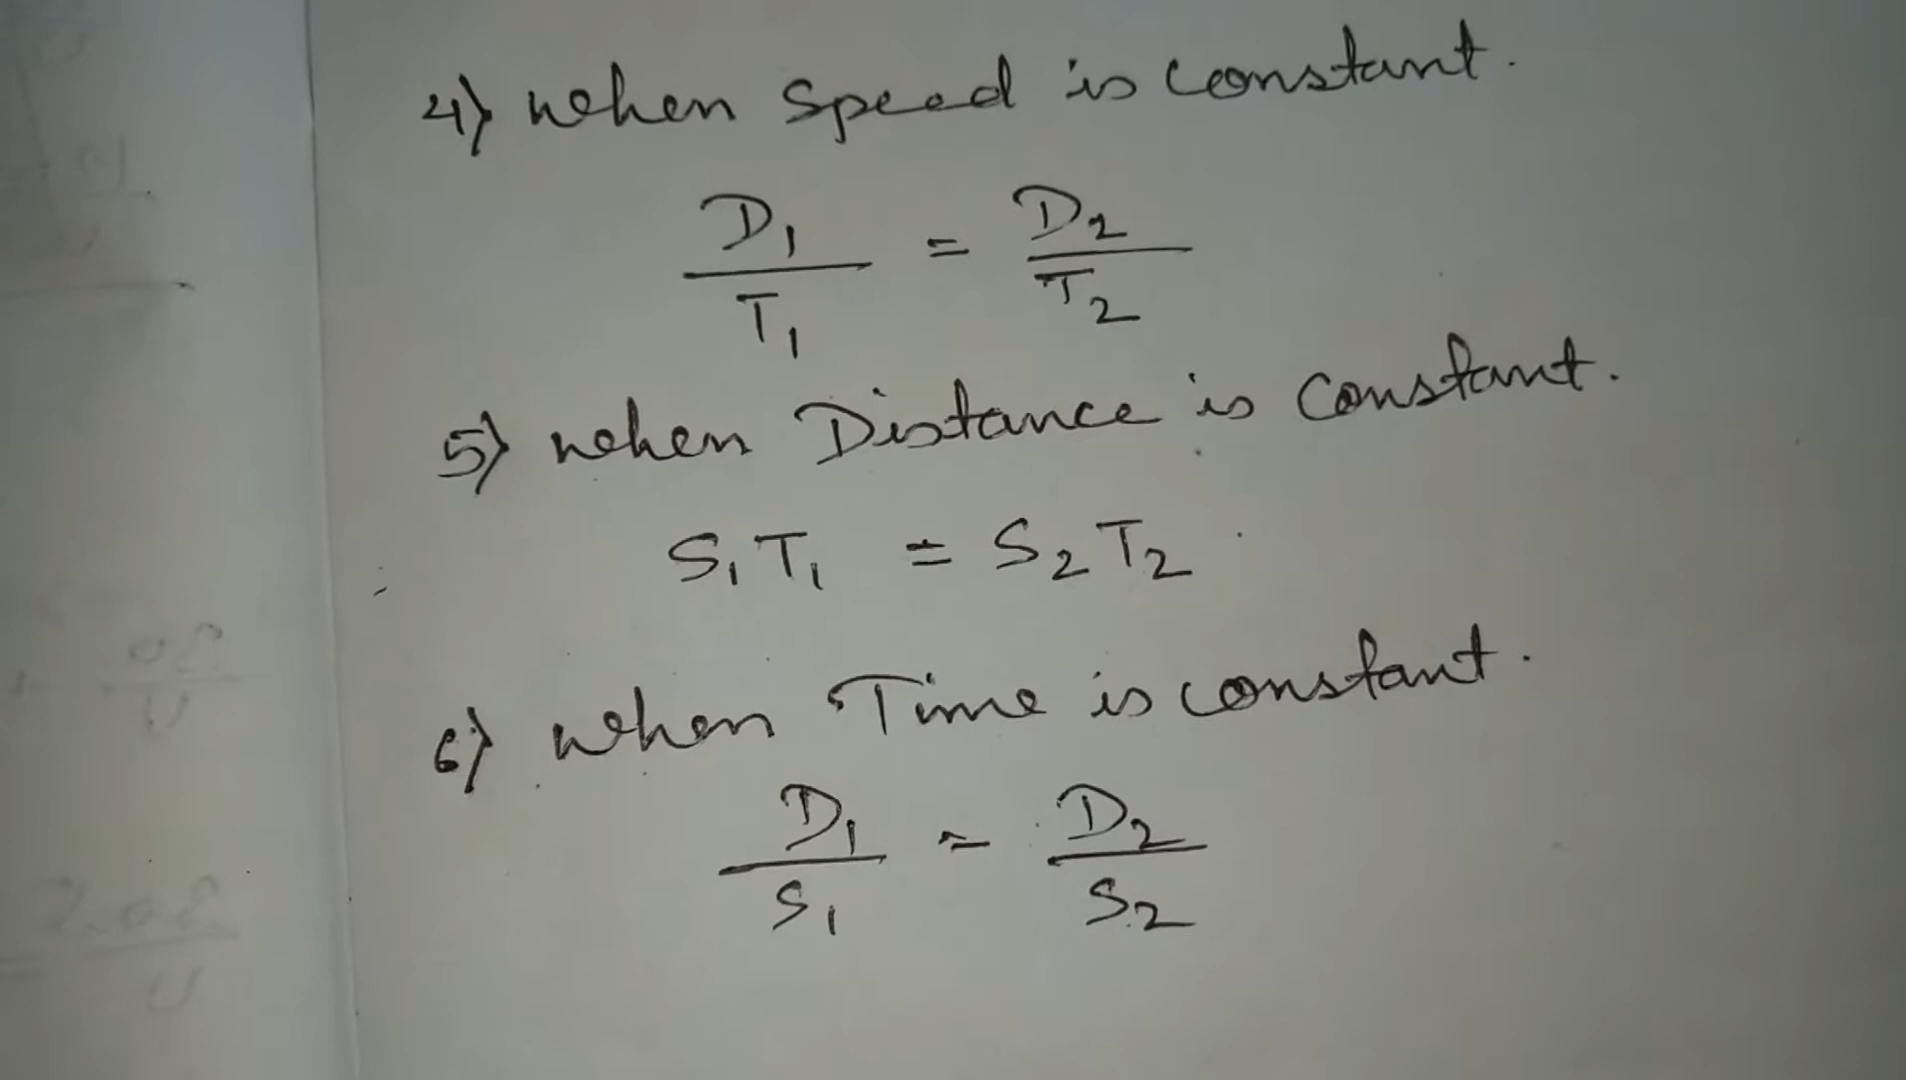 4) when speed is constant.
D1/T1 = D2/T2
5) when Distance is constant.
S1T1 = S2T2
6) when Time is constant.
D1/S1 = D2/S2